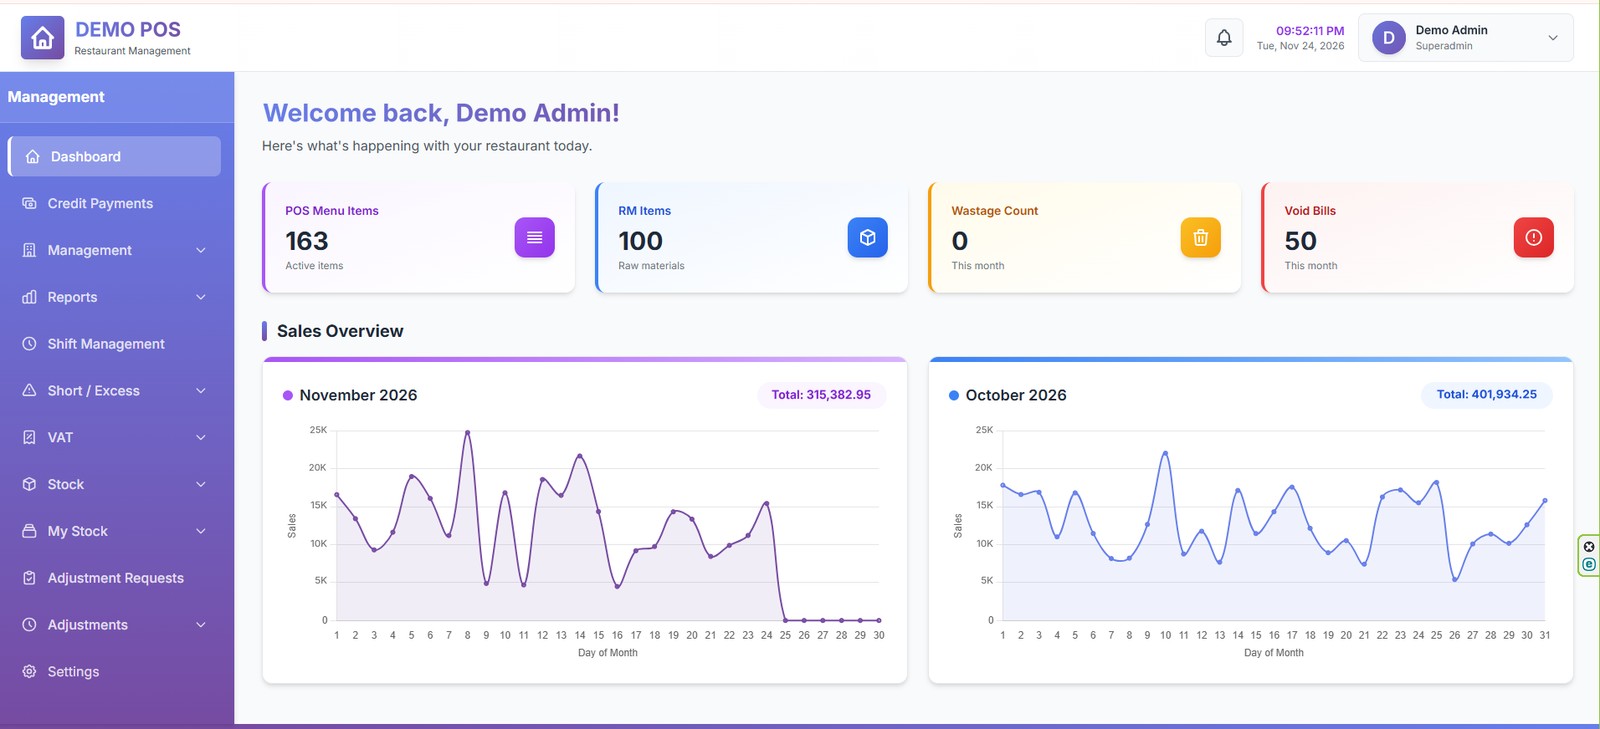 DEMO POS
Restaurant Management
09:52:11 PM
Tue, Nov 24, 2026
D
Demo Admin
Superadmin
Management
Dashboard
Credit Payments
Management
Reports
Shift Management
Short / Excess
VAT
Stock
My Stock
Adjustment Requests
Adjustments
Settings
Welcome back, Demo Admin!
Here's what's happening with your restaurant today.
POS Menu Items
163
Active items
RM Items
100
Raw materials
Wastage Count
0
This month
Void Bills
50
This month
Sales Overview
November 2026
Total: 315,382.95
25K
20K
15K
10K
5K
0
Sales
1 2 3 4 5 6 7 8 9 10 11 12 13 14 15 16 17 18 19 20 21 22 23 24 25 26 27 28 29 30
Day of Month
October 2026
Total: 401,934.25
25K
20K
15K
10K
5K
0
Sales
1 2 3 4 5 6 7 8 9 10 11 12 13 14 15 16 17 18 19 20 21 22 23 24 25 26 27 28 29 30 31
Day of Month
e